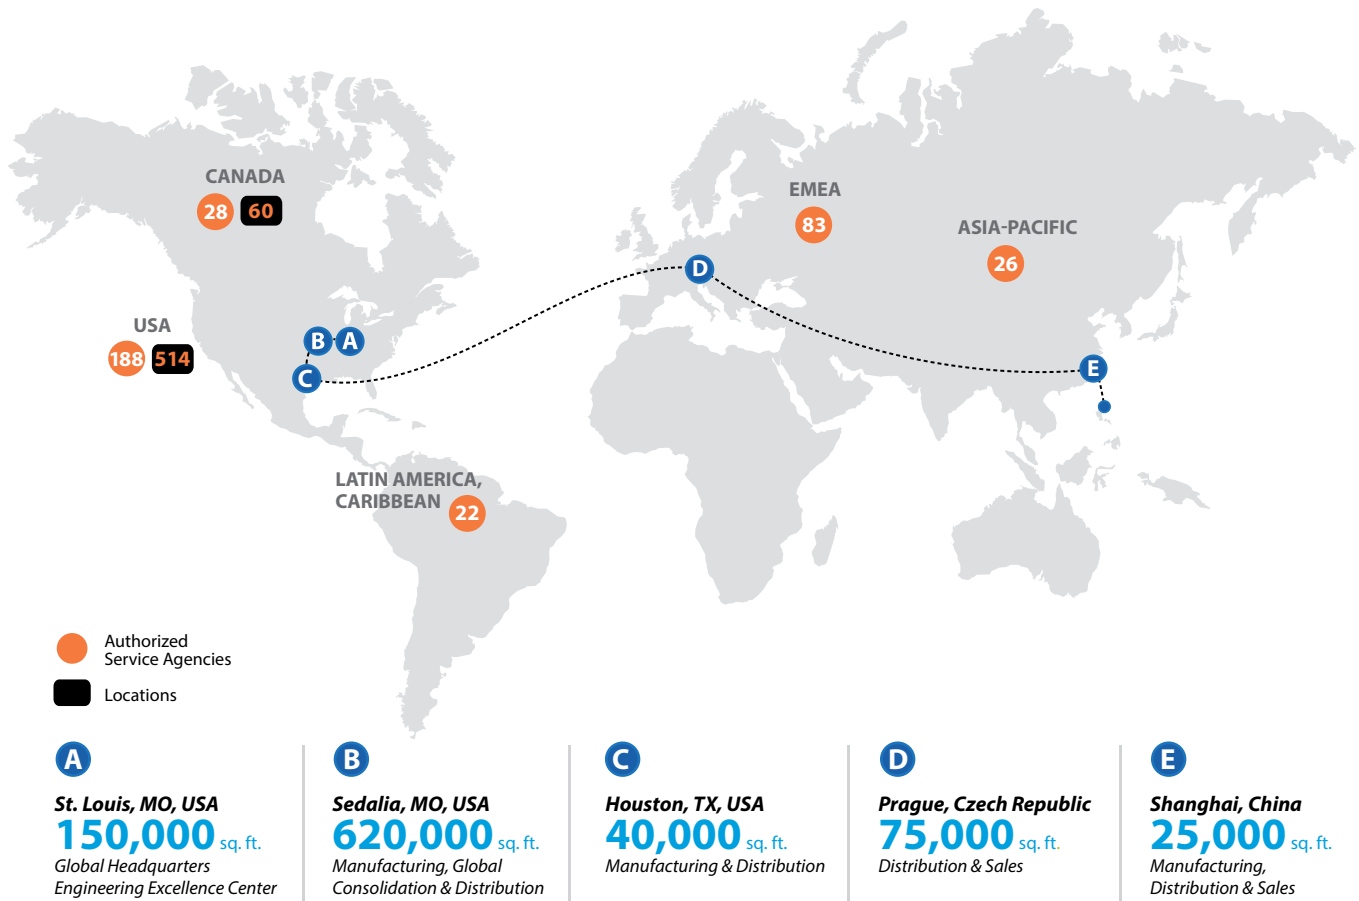 CANADA
28 60
EMEA
83
ASIA-PACIFIC
26
D
USA
188 514
B A
C
E
LATIN AMERICA,
CARIBBEAN
22
Authorized
Service Agencies
Locations
A
St. Louis, MO, USA
150,000 sq. ft.
Global Headquarters
Engineering Excellence Center
B
Sedalia, MO, USA
620,000 sq. ft.
Manufacturing, Global
Consolidation & Distribution
C
Houston, TX, USA
40,000 sq. ft.
Manufacturing & Distribution
D
Prague, Czech Republic
75,000 sq. ft.
Distribution & Sales
E
Shanghai, China
25,000 sq. ft.
Manufacturing,
Distribution & Sales